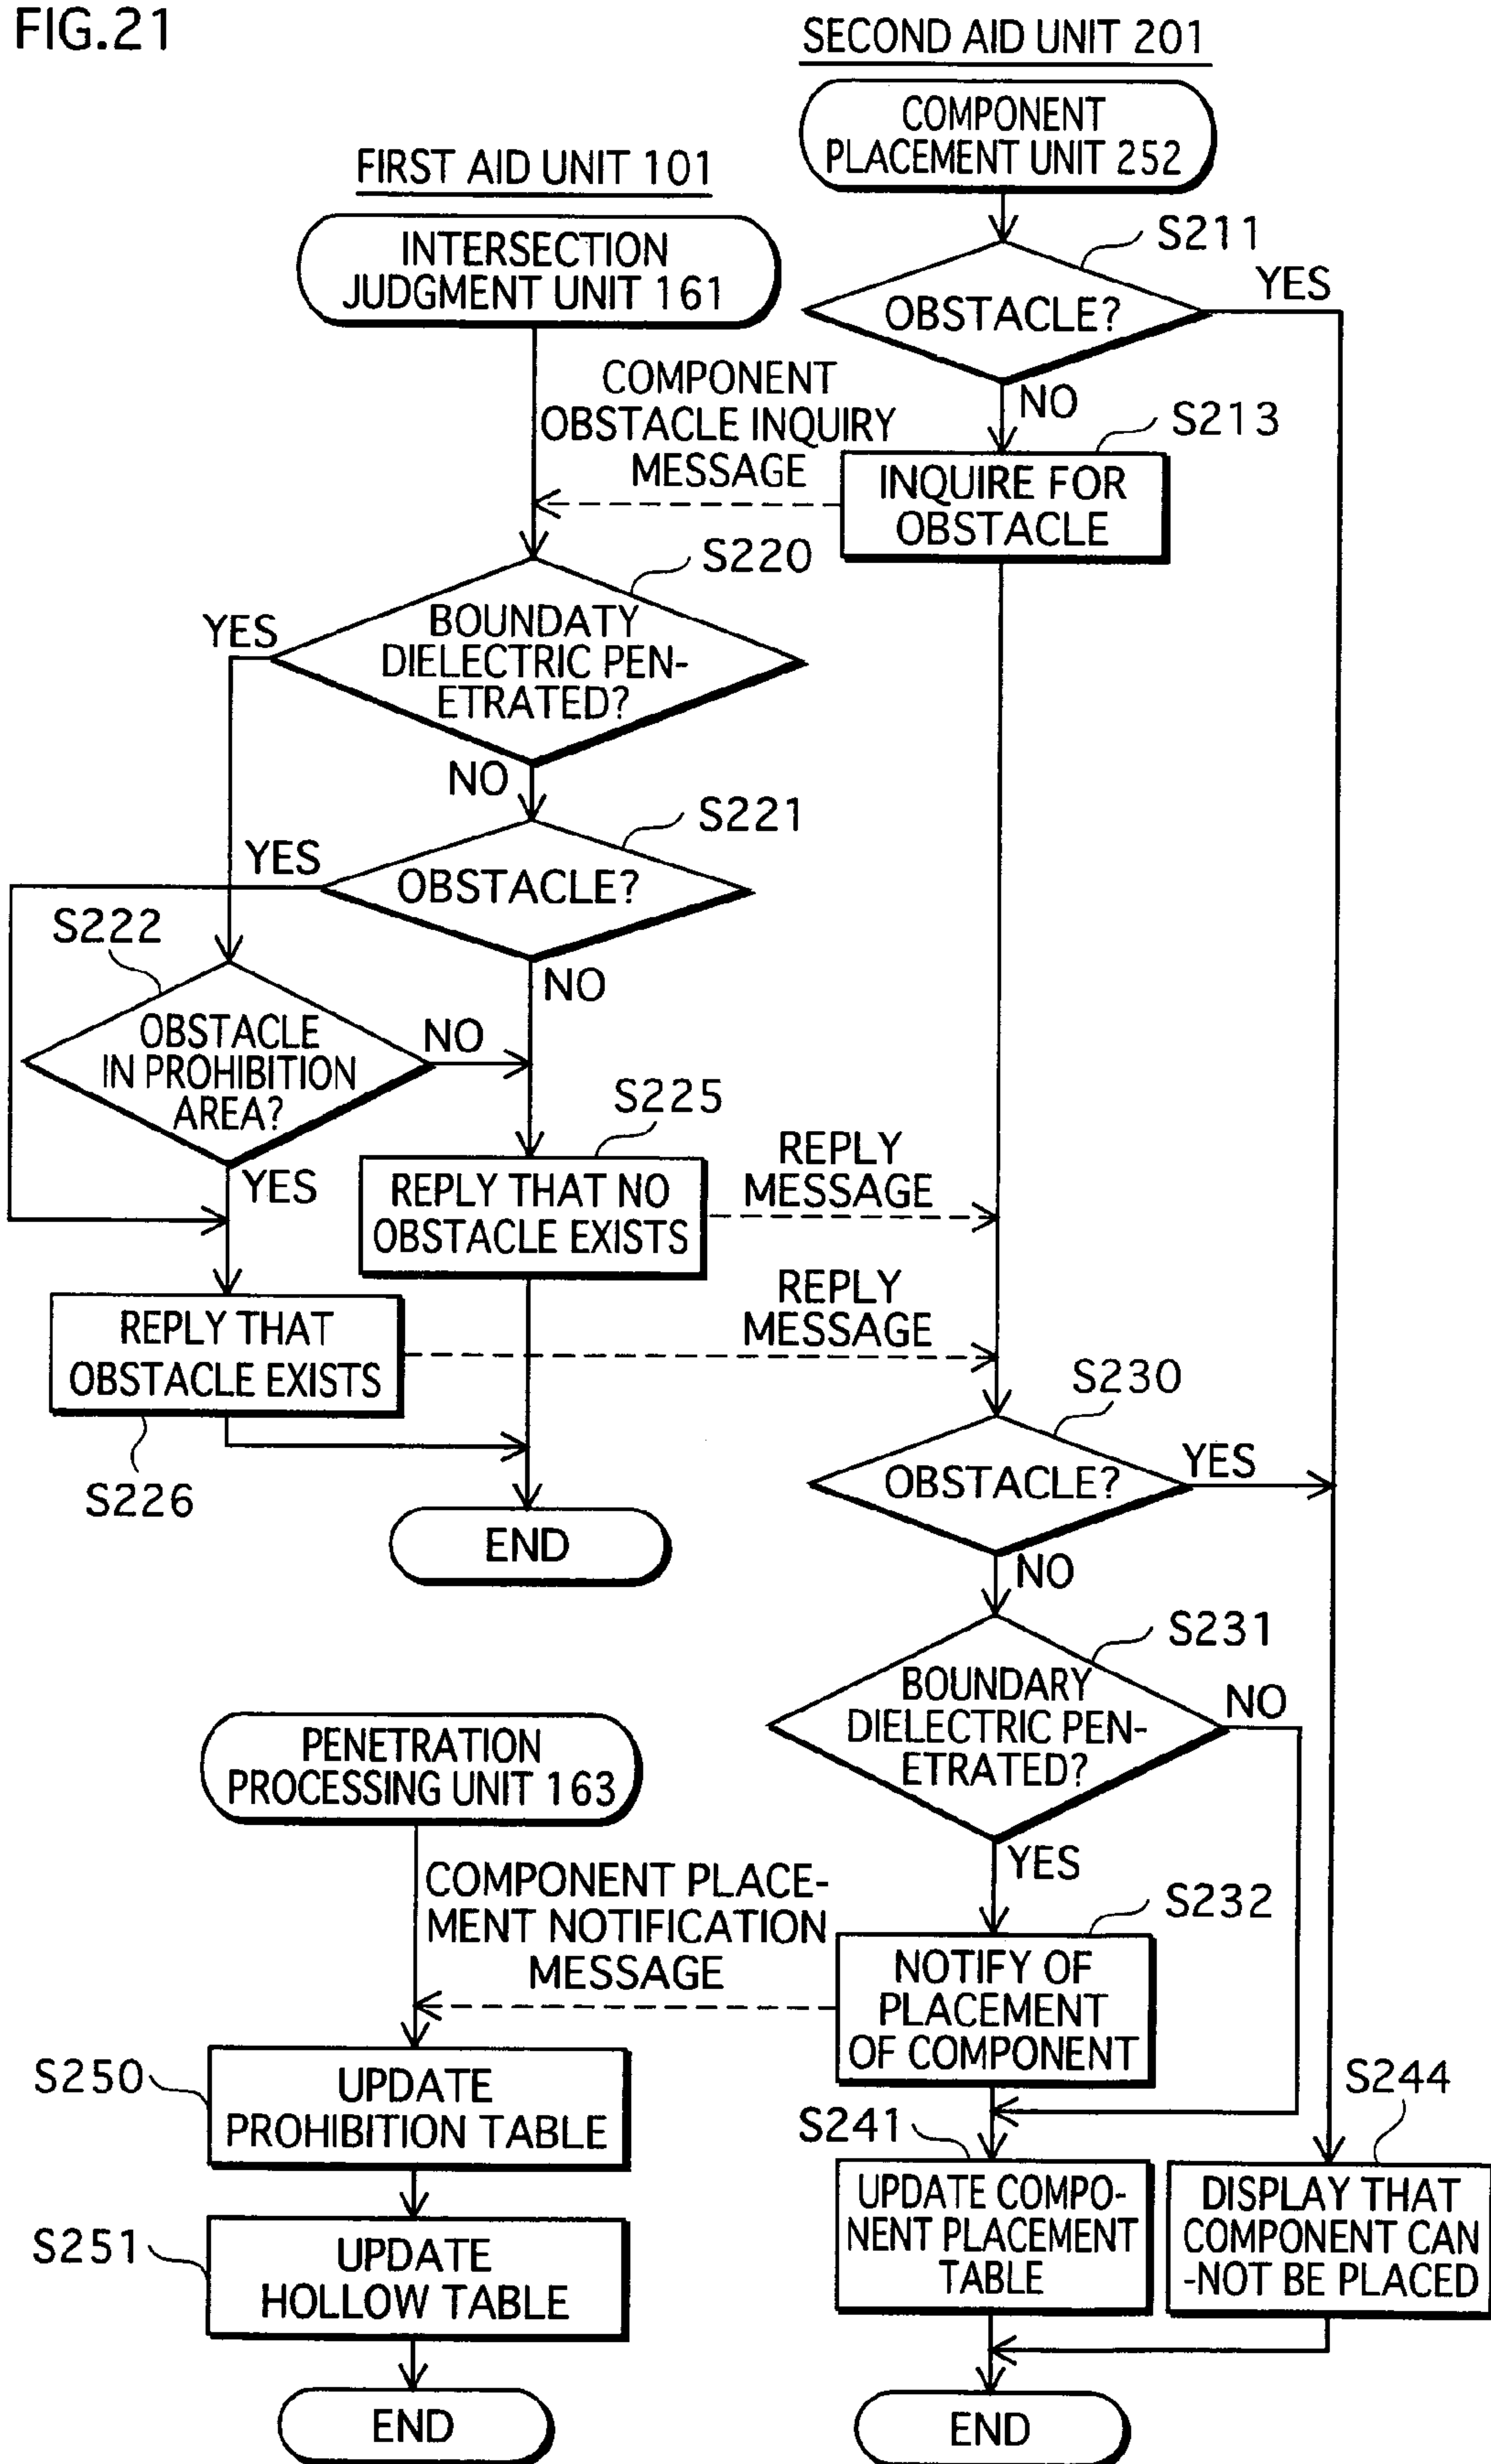 FIG.21
SECOND AID UNIT 201
COMPONENT
PLACEMENT UNIT 252
FIRST AID UNIT 101
INTERSECTION
JUDGMENT UNIT 161
S211
OBSTACLE?
YES
NO
COMPONENT
OBSTACLE INQUIRY
MESSAGE
S213
INQUIRE FOR
OBSTACLE
S220
BOUNDATY
DIELECTRIC PEN-
ETRATED?
YES
NO
S221
OBSTACLE?
YES
NO
S222
OBSTACLE
IN PROHIBITION
AREA?
NO
YES
S225
REPLY THAT NO
OBSTACLE EXISTS
REPLY
MESSAGE
REPLY THAT
OBSTACLE EXISTS
S226
REPLY
MESSAGE
END
S230
OBSTACLE?
YES
NO
S231
BOUNDARY
DIELECTRIC PEN-
ETRATED?
NO
YES
PENETRATION
PROCESSING UNIT 163
COMPONENT PLACE-
MENT NOTIFICATION
MESSAGE
S232
NOTIFY OF
PLACEMENT
OF COMPONENT
S250
UPDATE
PROHIBITION TABLE
S251
UPDATE
HOLLOW TABLE
END
S241
UPDATE COMPO-
NENT PLACEMENT
TABLE
S244
DISPLAY THAT
COMPONENT CAN
-NOT BE PLACED
END